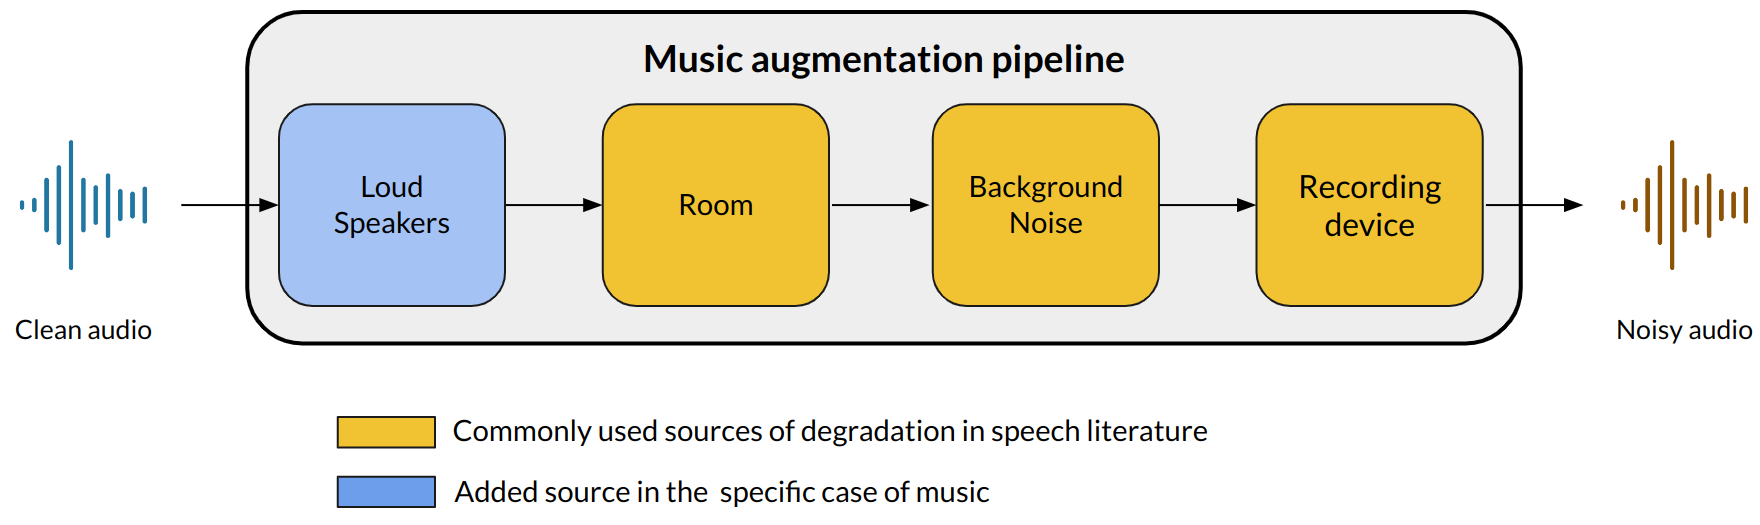 Music augmentation pipeline
Loud
Speakers
Room
Background
Noise
Recording
device
Clean audio
Noisy audio
Commonly used sources of degradation in speech literature
Added source in the specific case of music